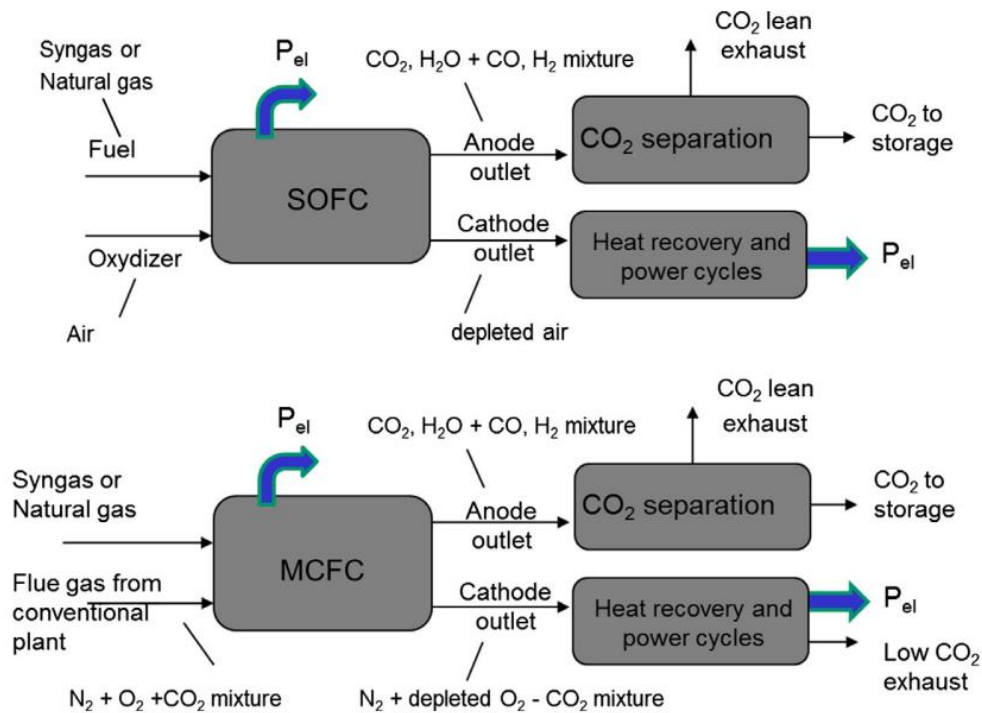 Syngas or
Natural gas
P_el
CO₂, H₂O + CO, H₂ mixture
CO₂ lean
exhaust
Fuel
SOFC
Anode
outlet
CO₂ separation
CO₂ to
storage
Oxydizer
Cathode
outlet
Heat recovery and
power cycles
P_el
Air
depleted air
P_el
CO₂, H₂O + CO, H₂ mixture
CO₂ lean
exhaust
Syngas or
Natural gas
MCFC
Anode
outlet
CO₂ separation
CO₂ to
storage
Flue gas from
conventional
plant
Cathode
outlet
Heat recovery and
power cycles
P_el
Low CO₂
exhaust
N₂ + O₂ +CO₂ mixture
N₂ + depleted O₂ - CO₂ mixture